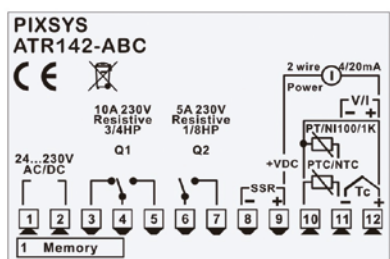 PIXSYS
ATR142-ABC
CE
2 wire 4/20mA
Power
V/I
- +
10A 230V
Resistive
3/4HP
Q1
5A 230V
Resistive
1/8HP
Q2
PT/NI100/1K
PTC/NTC
+VDC
24...230V
AC/DC
SSR
- +
Tc
- +
1 2 3 4 5 6 7 8 9 10 11 12
1 Memory